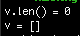 v.len() = 0
v = []